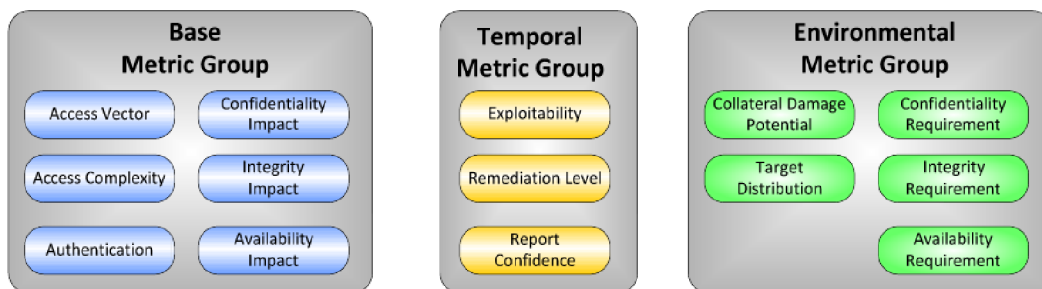 Base
Metric Group
Access Vector
Confidentiality
Impact
Access Complexity
Integrity
Impact
Authentication
Availability
Impact
Temporal
Metric Group
Exploitability
Remediation Level
Report
Confidence
Environmental
Metric Group
Collateral Damage
Potential
Confidentiality
Requirement
Target
Distribution
Integrity
Requirement
Availability
Requirement